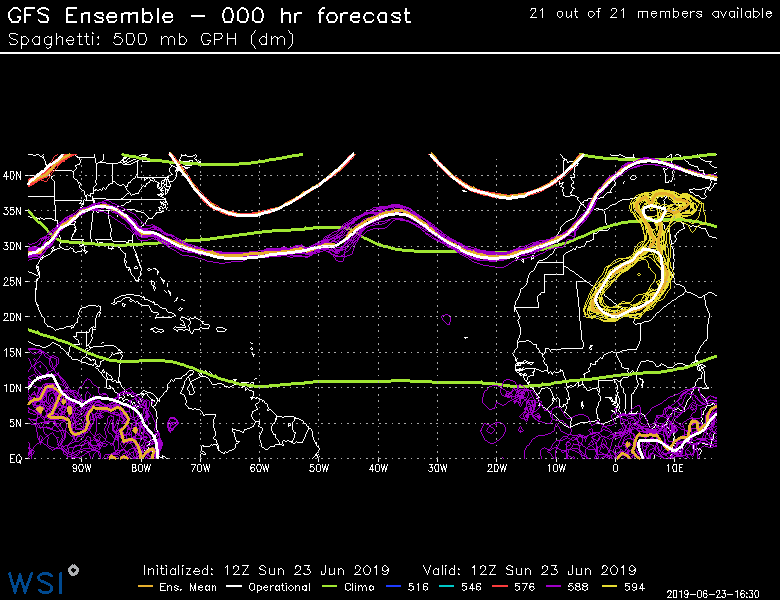 GFS Ensemble – 000 hr forecast
21 out of 21 members available
Spaghetti: 500 mb GPH (dm)
40N
35N
30N
25N
20N
15N
10N
5N
EQ
90W 80W 70W 60W 50W 40W 30W 20W 10W 0 10E
Initialized: 12Z Sun 23 Jun 2019 Valid: 12Z Sun 23 Jun 2019
WSI
Ens. Mean Operational Climo 516 546 576 588 594
2019-06-23-16:30